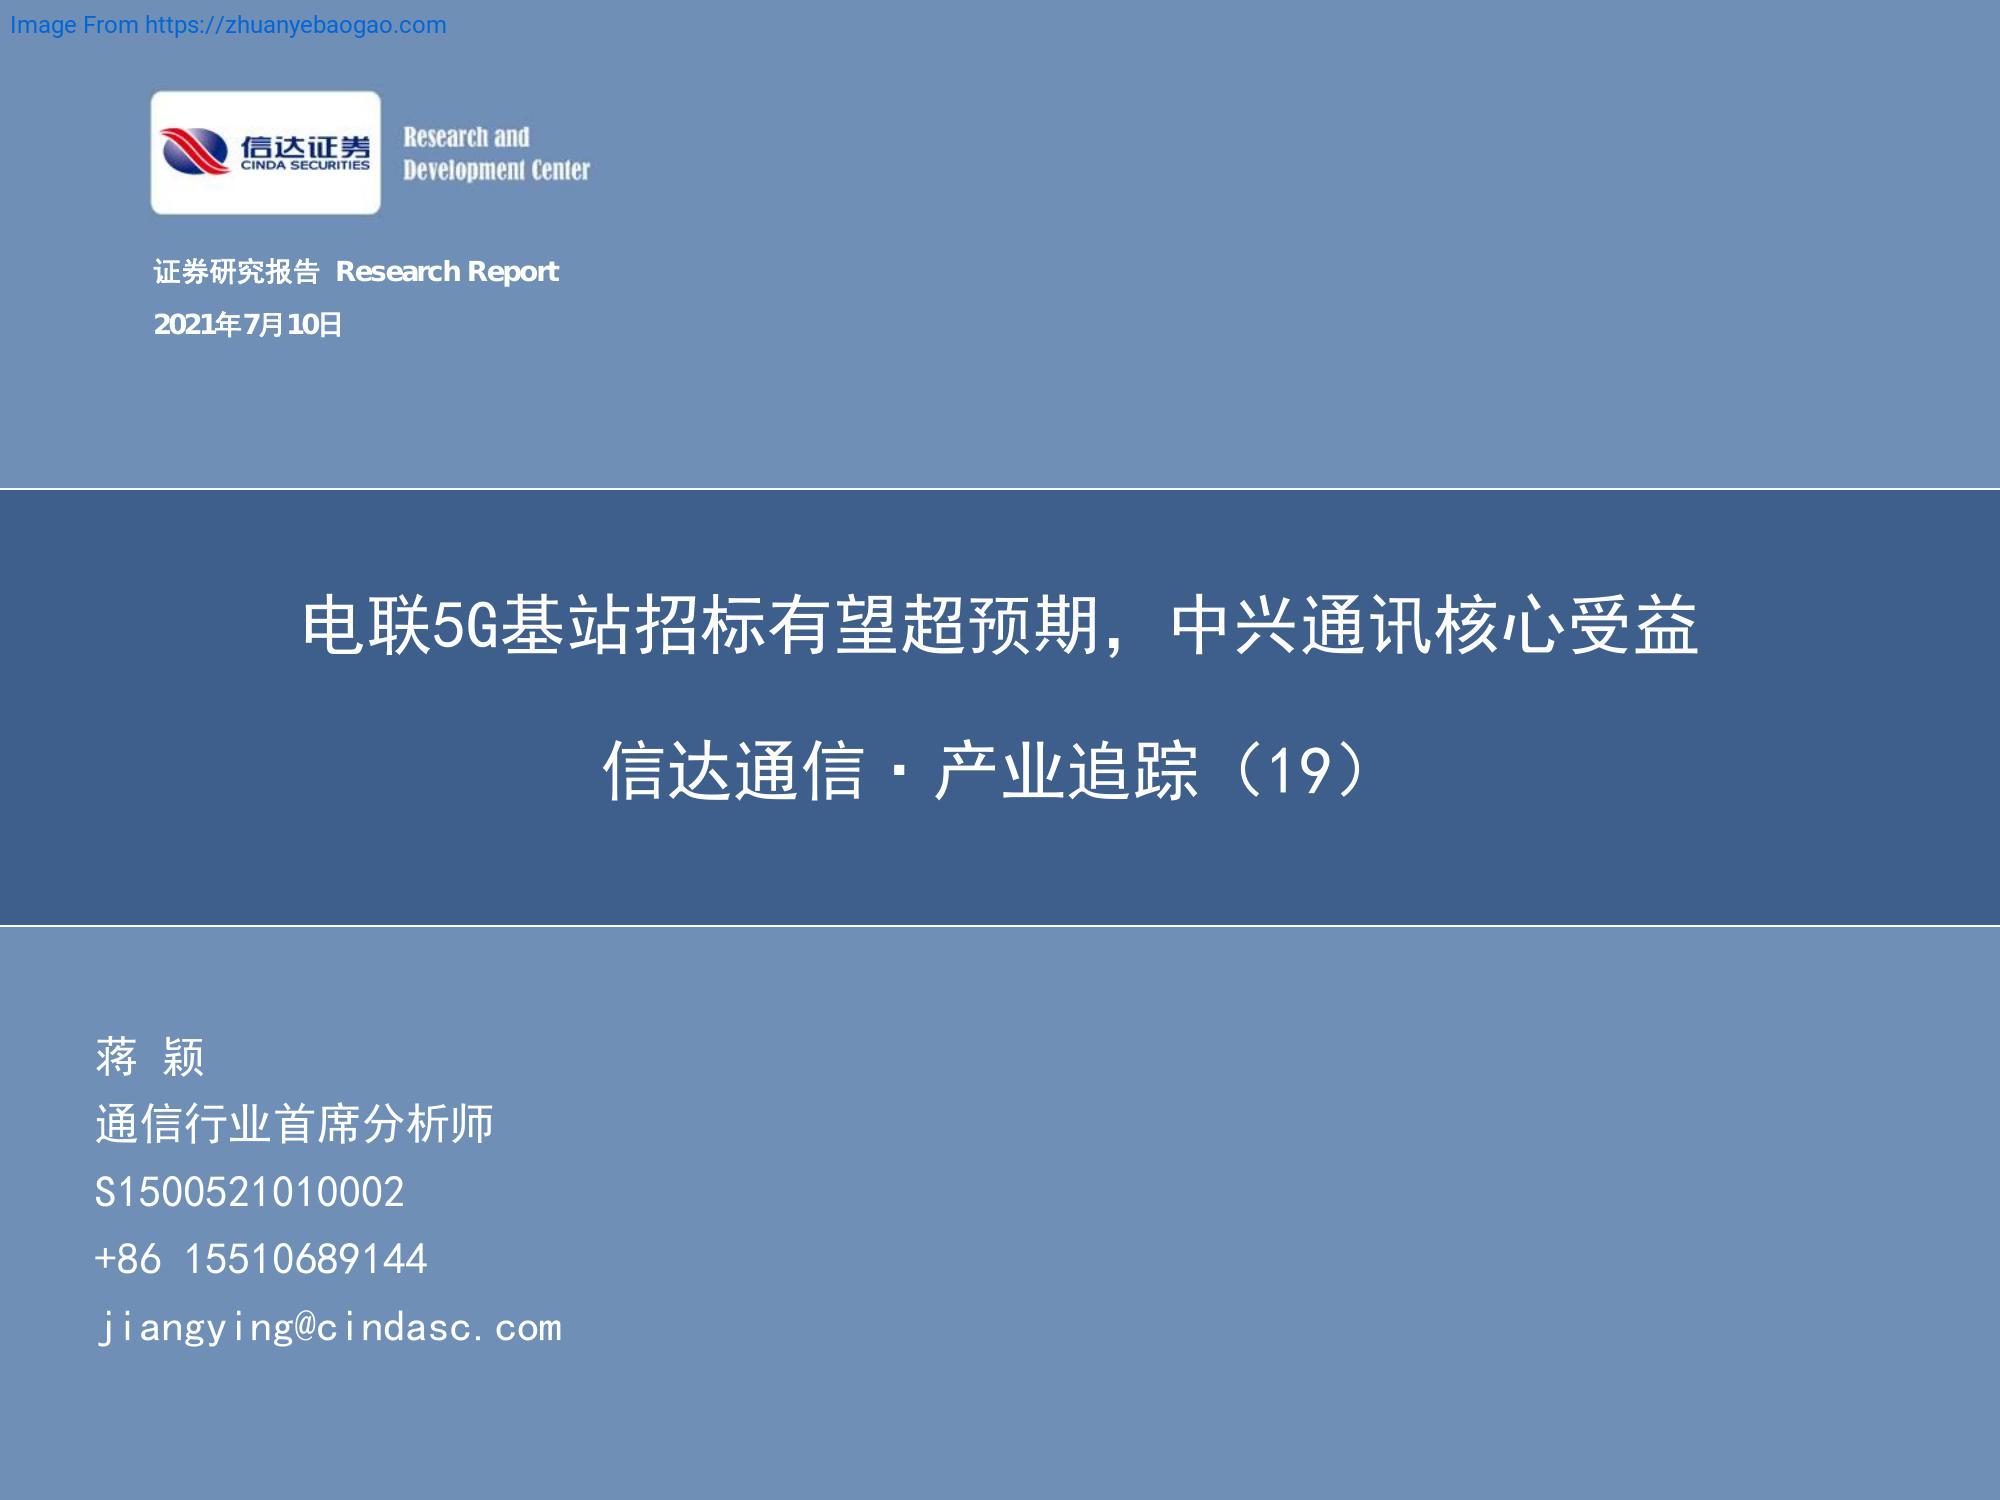 Image From https://zhuanyebaogao.com
信达证券
CINDA SECURITIES
Research and
Development Center
证券研究报告 Research Report
2021年7月10日
电联5G基站招标有望超预期，中兴通讯核心受益
信达通信·产业追踪（19）
蒋 颖
通信行业首席分析师
S1500521010002
+86 15510689144
jiangying@cindasc.com